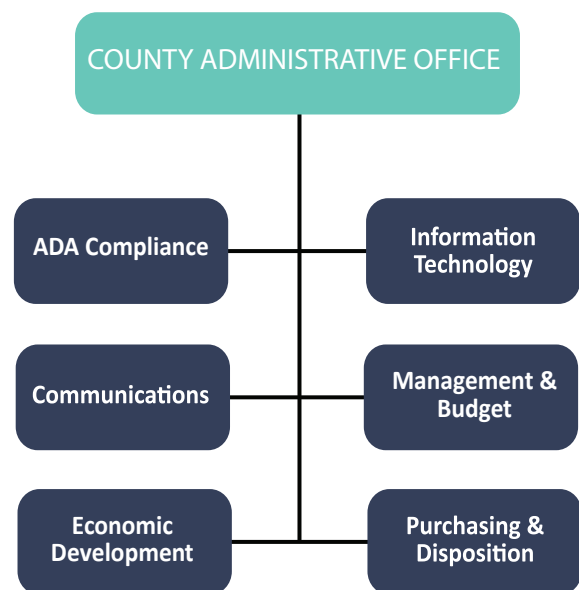 COUNTY ADMINISTRATIVE OFFICE
ADA Compliance
Information
Technology
Communications
Management &
Budget
Economic
Development
Purchasing &
Disposition